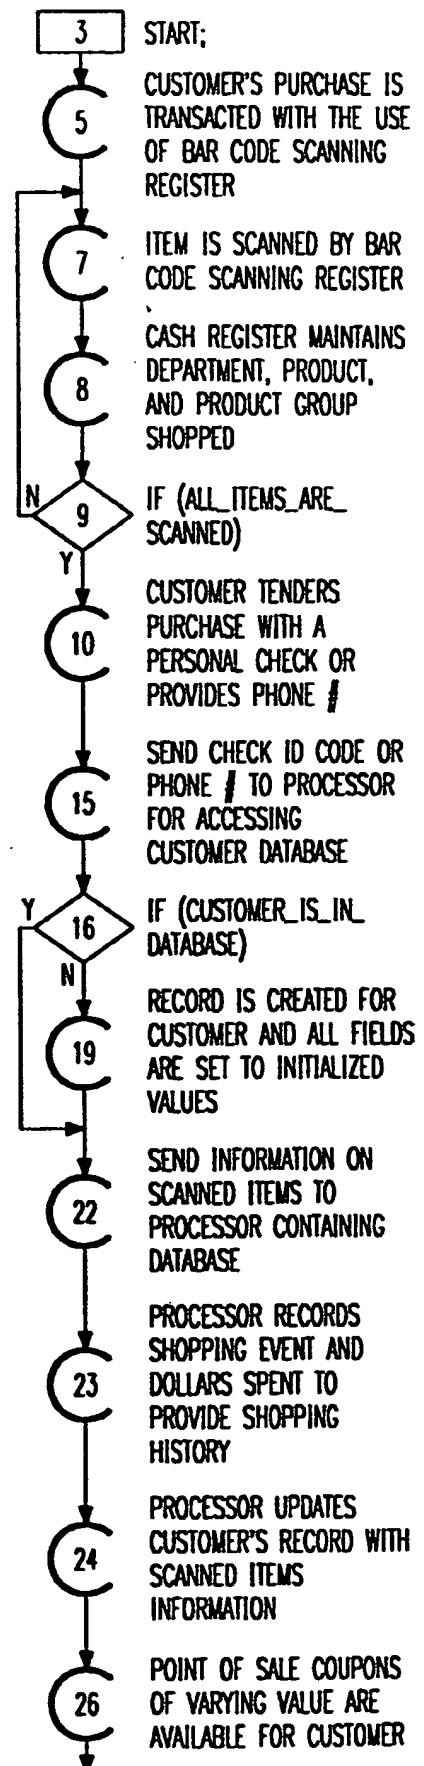 3 START;
CUSTOMER'S PURCHASE IS
5 TRANSACTED WITH THE USE
OF BAR CODE SCANNING
REGISTER
7 ITEM IS SCANNED BY BAR
CODE SCANNING REGISTER
CASH REGISTER MAINTAINS
8 DEPARTMENT, PRODUCT,
AND PRODUCT GROUP
SHOPPED
N 9 IF (ALL_ITEMS_ARE_
SCANNED)
Y
CUSTOMER TENDERS
10 PURCHASE WITH A
PERSONAL CHECK OR
PROVIDES PHONE #
SEND CHECK ID CODE OR
15 PHONE # TO PROCESSOR
FOR ACCESSING
CUSTOMER DATABASE
Y 16 IF (CUSTOMER_IS_IN_
DATABASE)
N
RECORD IS CREATED FOR
19 CUSTOMER AND ALL FIELDS
ARE SET TO INITIALIZED
VALUES
SEND INFORMATION ON
22 SCANNED ITEMS TO
PROCESSOR CONTAINING
DATABASE
PROCESSOR RECORDS
SHOPPING EVENT AND
23 DOLLARS SPENT TO
PROVIDE SHOPPING
HISTORY
PROCESSOR UPDATES
24 CUSTOMER'S RECORD WITH
SCANNED ITEMS
INFORMATION
POINT OF SALE COUPONS
26 OF VARYING VALUE ARE
AVAILABLE FOR CUSTOMER